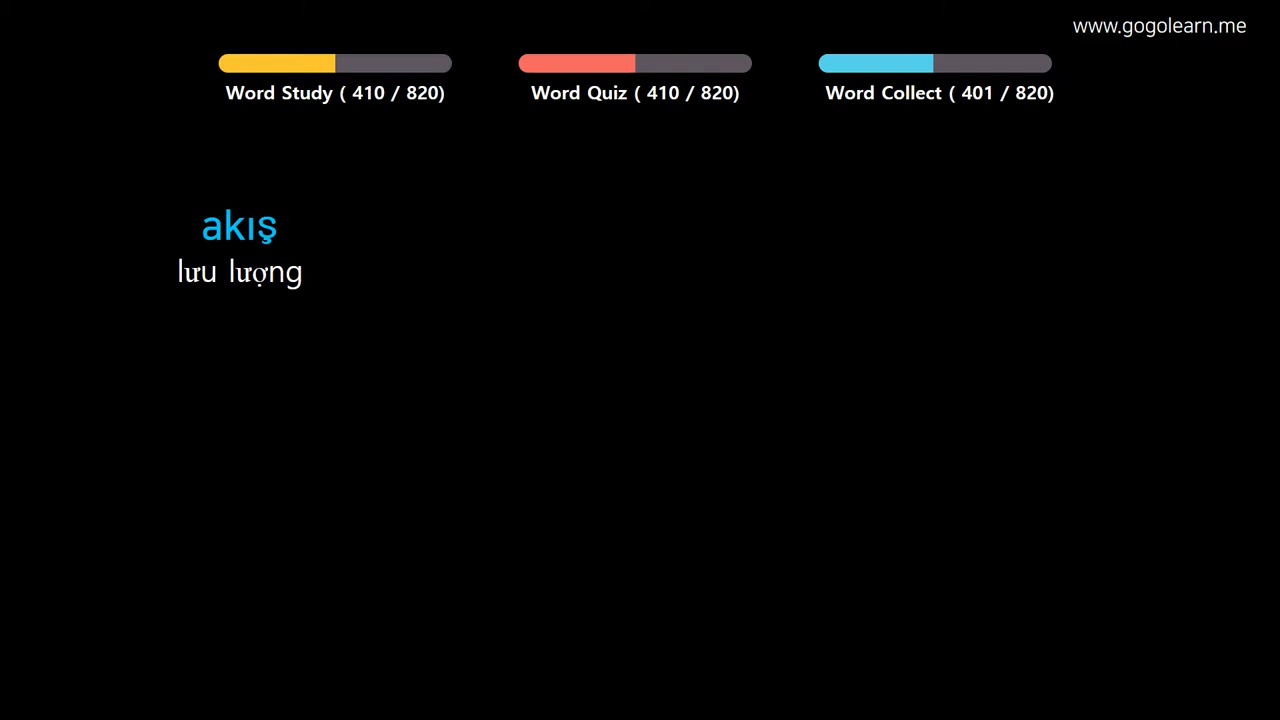 www.gogolearn.me
Word Study ( 410 / 820)
Word Quiz ( 410 / 820)
Word Collect ( 401 / 820)
akış
lưu lượng